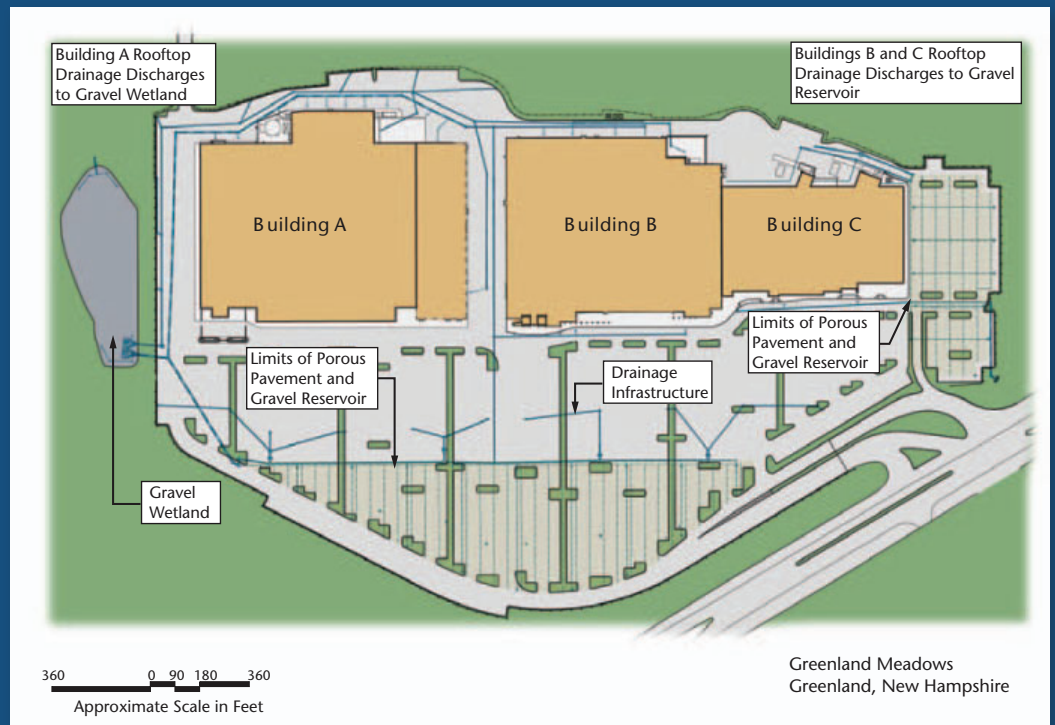 Building A Rooftop
Drainage Discharges
to Gravel Wetland
Buildings B and C Rooftop
Drainage Discharges to Gravel
Reservoir
Building A
Building B
Building C
Limits of Porous
Pavement and
Gravel Reservoir
Drainage
Infrastructure
Limits of Porous
Pavement and
Gravel Reservoir
Gravel
Wetland
360 0 90 180 360
Approximate Scale in Feet
Greenland Meadows
Greenland, New Hampshire